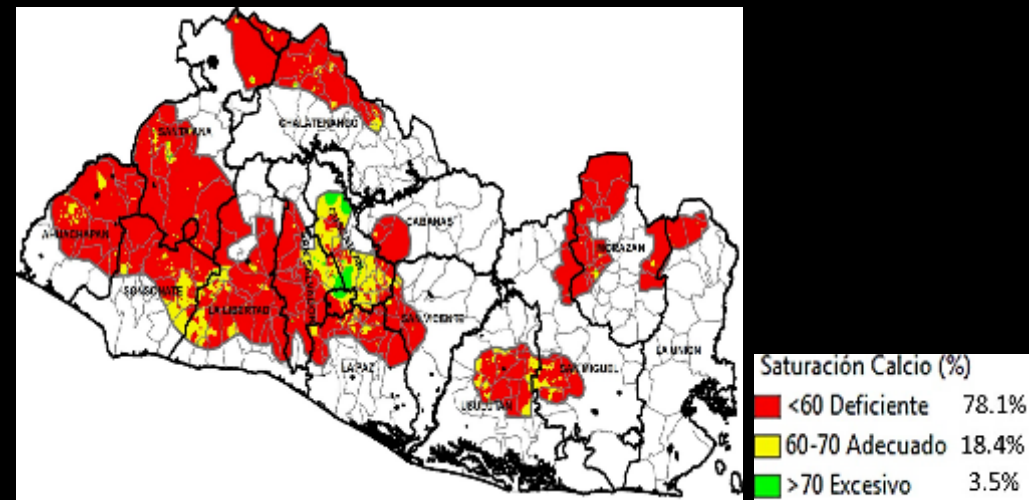 CHALATENANGO
SANTA ANA
CABAÑAS
AHUACHAPAN
MORAZAN
SONSONATE
LA LIBERTAD
SAN VICENTE
LA UNION
LA PAZ
SAN MIGUEL
USULUTAN
Saturación Calcio (%)
<60 Deficiente 78.1%
60-70 Adecuado 18.4%
>70 Excesivo 3.5%